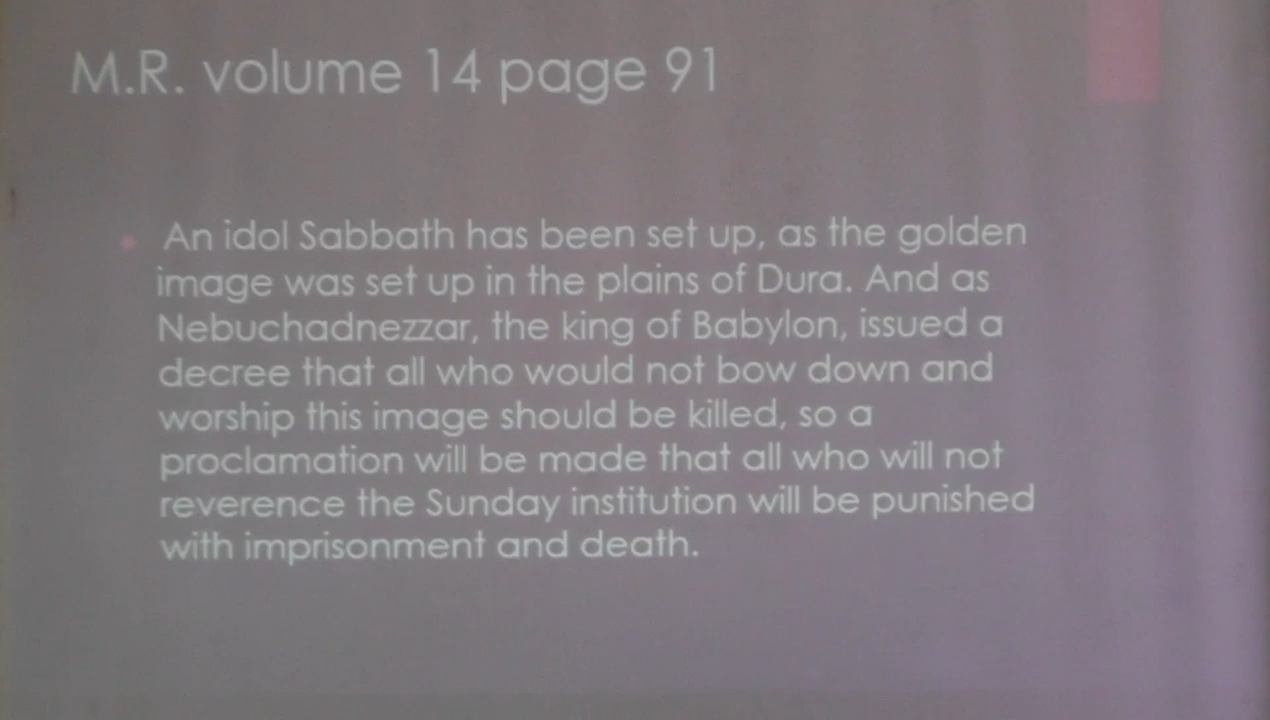 M.R. volume 14 page 91
An idol Sabbath has been set up, as the golden
image was set up in the plains of Dura. And as
Nebuchadnezzar, the king of Babylon, issued a
decree that all who would not bow down and
worship this image should be killed, so a
proclamation will be made that all who will not
reverence the Sunday institution will be punished
with imprisonment and death.